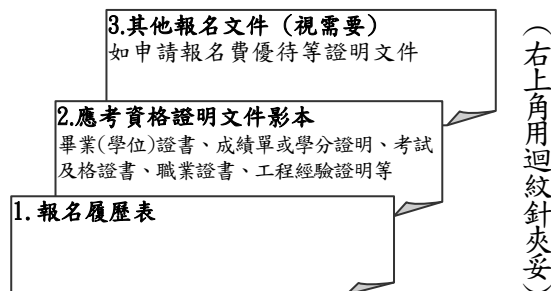 3.其他報名文件（視需要）
如申請報名費優待等證明文件
2.應考資格證明文件影本
畢業(學位)證書、成績單或學分證明、考試
及格證書、職業證書、工程經驗證明等
1.報名履歷表
（右上角用迴紋針夾妥）